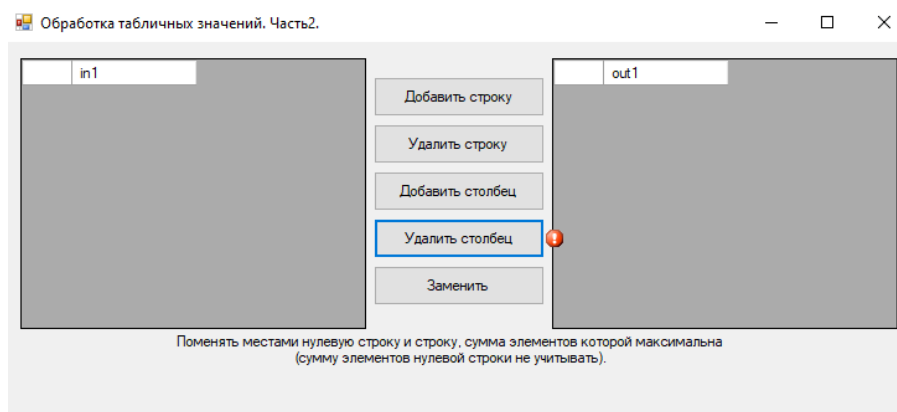 Обработка табличных значений. Часть2.
in1
out1
Добавить строку
Удалить строку
Добавить столбец
Удалить столбец
Заменить
Поменять местами нулевую строку и строку, сумма элементов которой максимальна
(сумму элементов нулевой строки не учитывать).